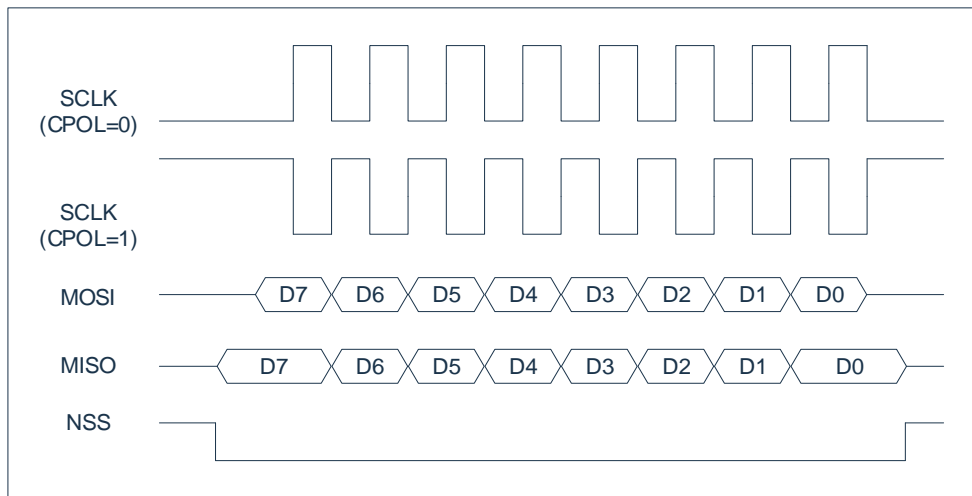 SCLK
(CPOL=0)
SCLK
(CPOL=1)
MOSI D7 D6 D5 D4 D3 D2 D1 D0
MISO D7 D6 D5 D4 D3 D2 D1 D0
NSS